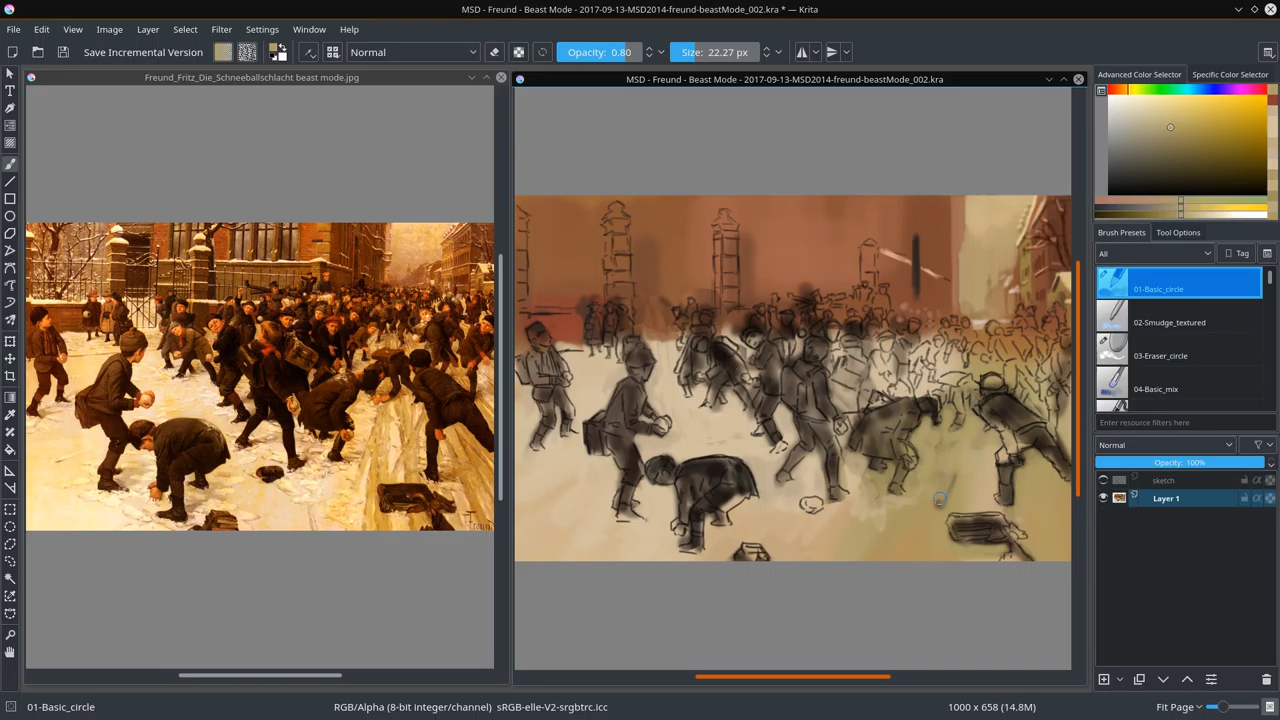 MSD - Freund - Beast Mode - 2017-09-13-MSD2014-freund-beastMode_002.kra * — Krita
File Edit View Image Layer Select Filter Settings Window Help
Save Incremental Version Normal Opacity: 0.80 Size: 22.27 px
Freund_Fritz_Die_Schneeballschlacht beast mode.jpg
MSD - Freund - Beast Mode - 2017-09-13-MSD2014-freund-beastMode_002.kra
Advanced Color Selector Specific Color Selector
Brush Presets Tool Options
All Tag
01-Basic_circle
02-Smudge_textured
03-Eraser_circle
04-Basic_mix
Enter resource filters here
Normal
Opacity: 100%
sketch
Layer 1
01-Basic_circle RGB/Alpha (8-bit integer/channel) sRGB-elle-V2-srgbtrc.icc 1000 x 658 (14.8M) Fit Page